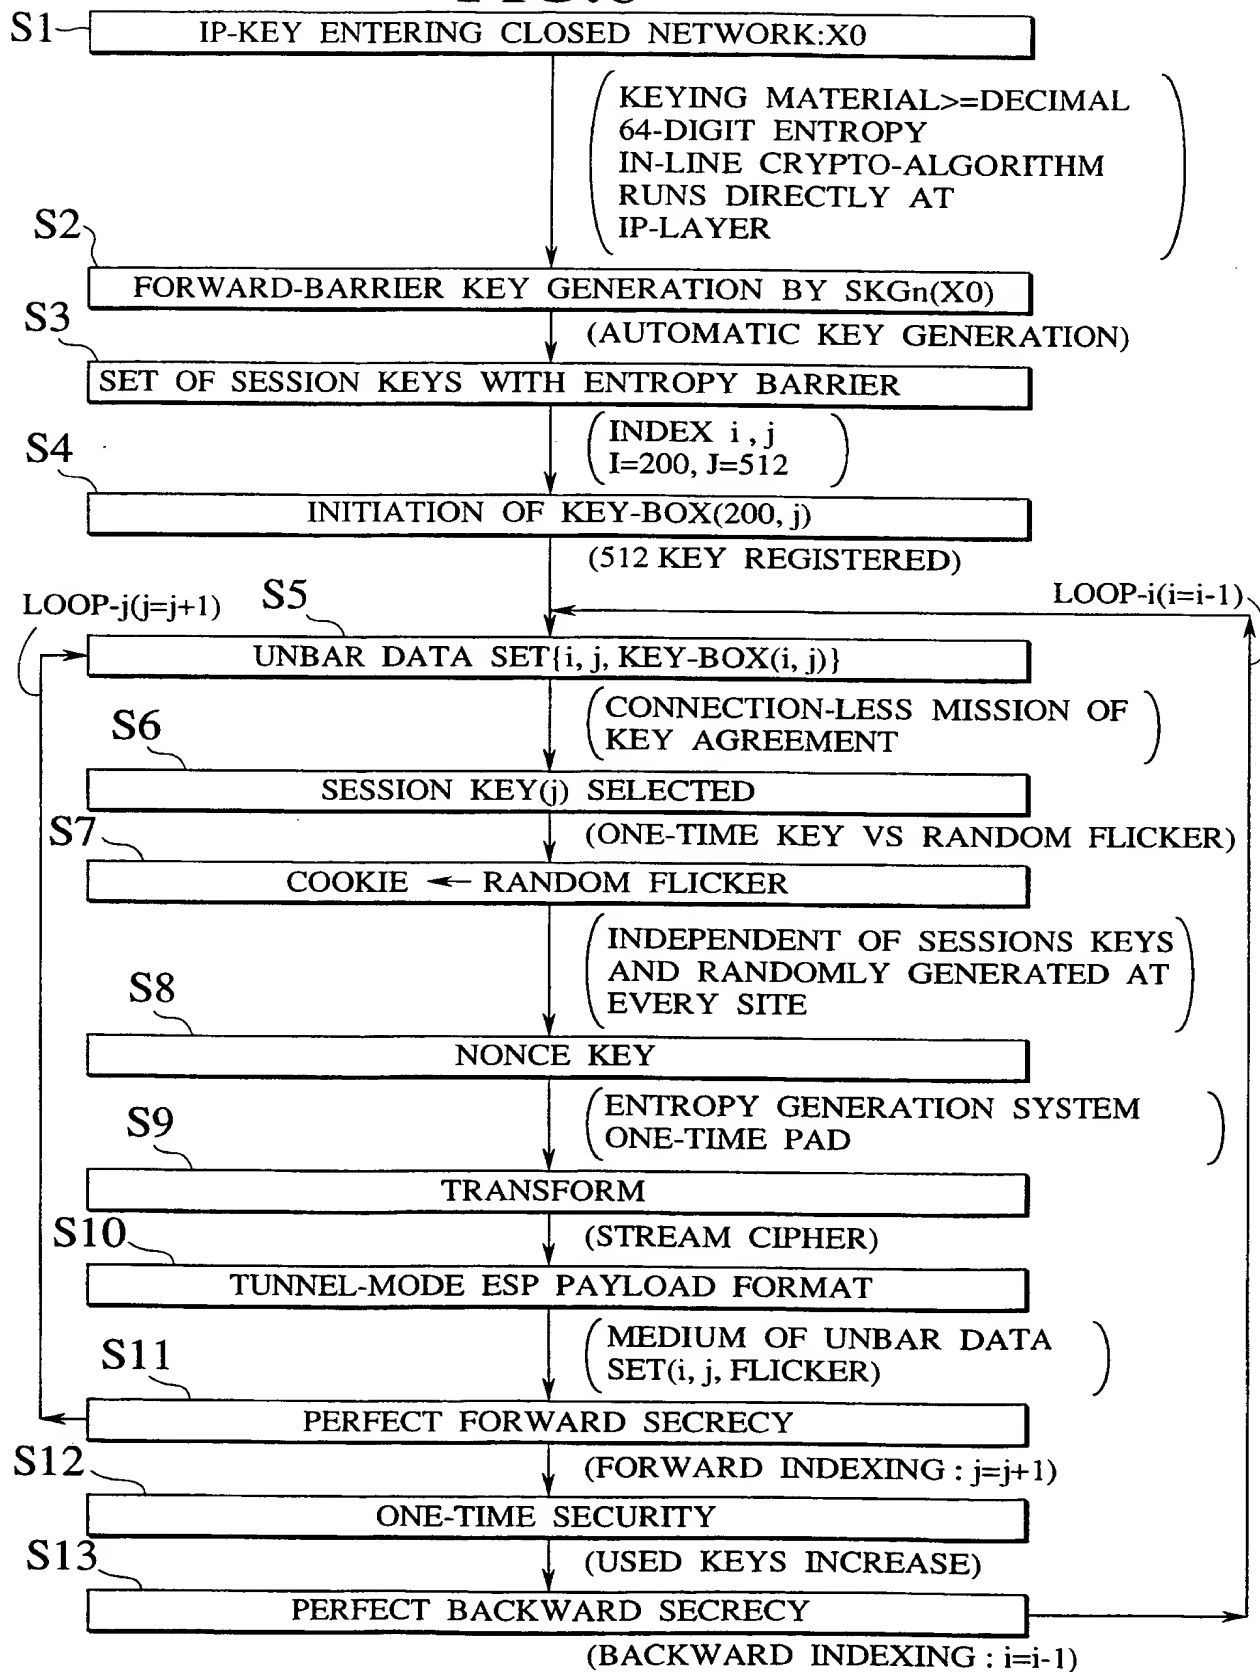 S1
IP-KEY ENTERING CLOSED NETWORK:X0
KEYING MATERIAL>=DECIMAL
64-DIGIT ENTROPY
IN-LINE CRYPTO-ALGORITHM
RUNS DIRECTLY AT
IP-LAYER
S2
FORWARD-BARRIER KEY GENERATION BY SKGn(X0)
(AUTOMATIC KEY GENERATION)
S3
SET OF SESSION KEYS WITH ENTROPY BARRIER
(INDEX i , j
I=200, J=512)
S4
INITIATION OF KEY-BOX(200, j)
(512 KEY REGISTERED)
LOOP-j(j=j+1)
LOOP-i(i=i-1)
S5
UNBAR DATA SET{i, j, KEY-BOX(i, j)}
(CONNECTION-LESS MISSION OF
KEY AGREEMENT)
S6
SESSION KEY(j) SELECTED
(ONE-TIME KEY VS RANDOM FLICKER)
S7
COOKIE ← RANDOM FLICKER
(INDEPENDENT OF SESSIONS KEYS
AND RANDOMLY GENERATED AT
EVERY SITE)
S8
NONCE KEY
(ENTROPY GENERATION SYSTEM
ONE-TIME PAD)
S9
TRANSFORM
(STREAM CIPHER)
S10
TUNNEL-MODE ESP PAYLOAD FORMAT
(MEDIUM OF UNBAR DATA
SET(i, j, FLICKER))
S11
PERFECT FORWARD SECRECY
(FORWARD INDEXING : j=j+1)
S12
ONE-TIME SECURITY
(USED KEYS INCREASE)
S13
PERFECT BACKWARD SECRECY
(BACKWARD INDEXING : i=i-1)